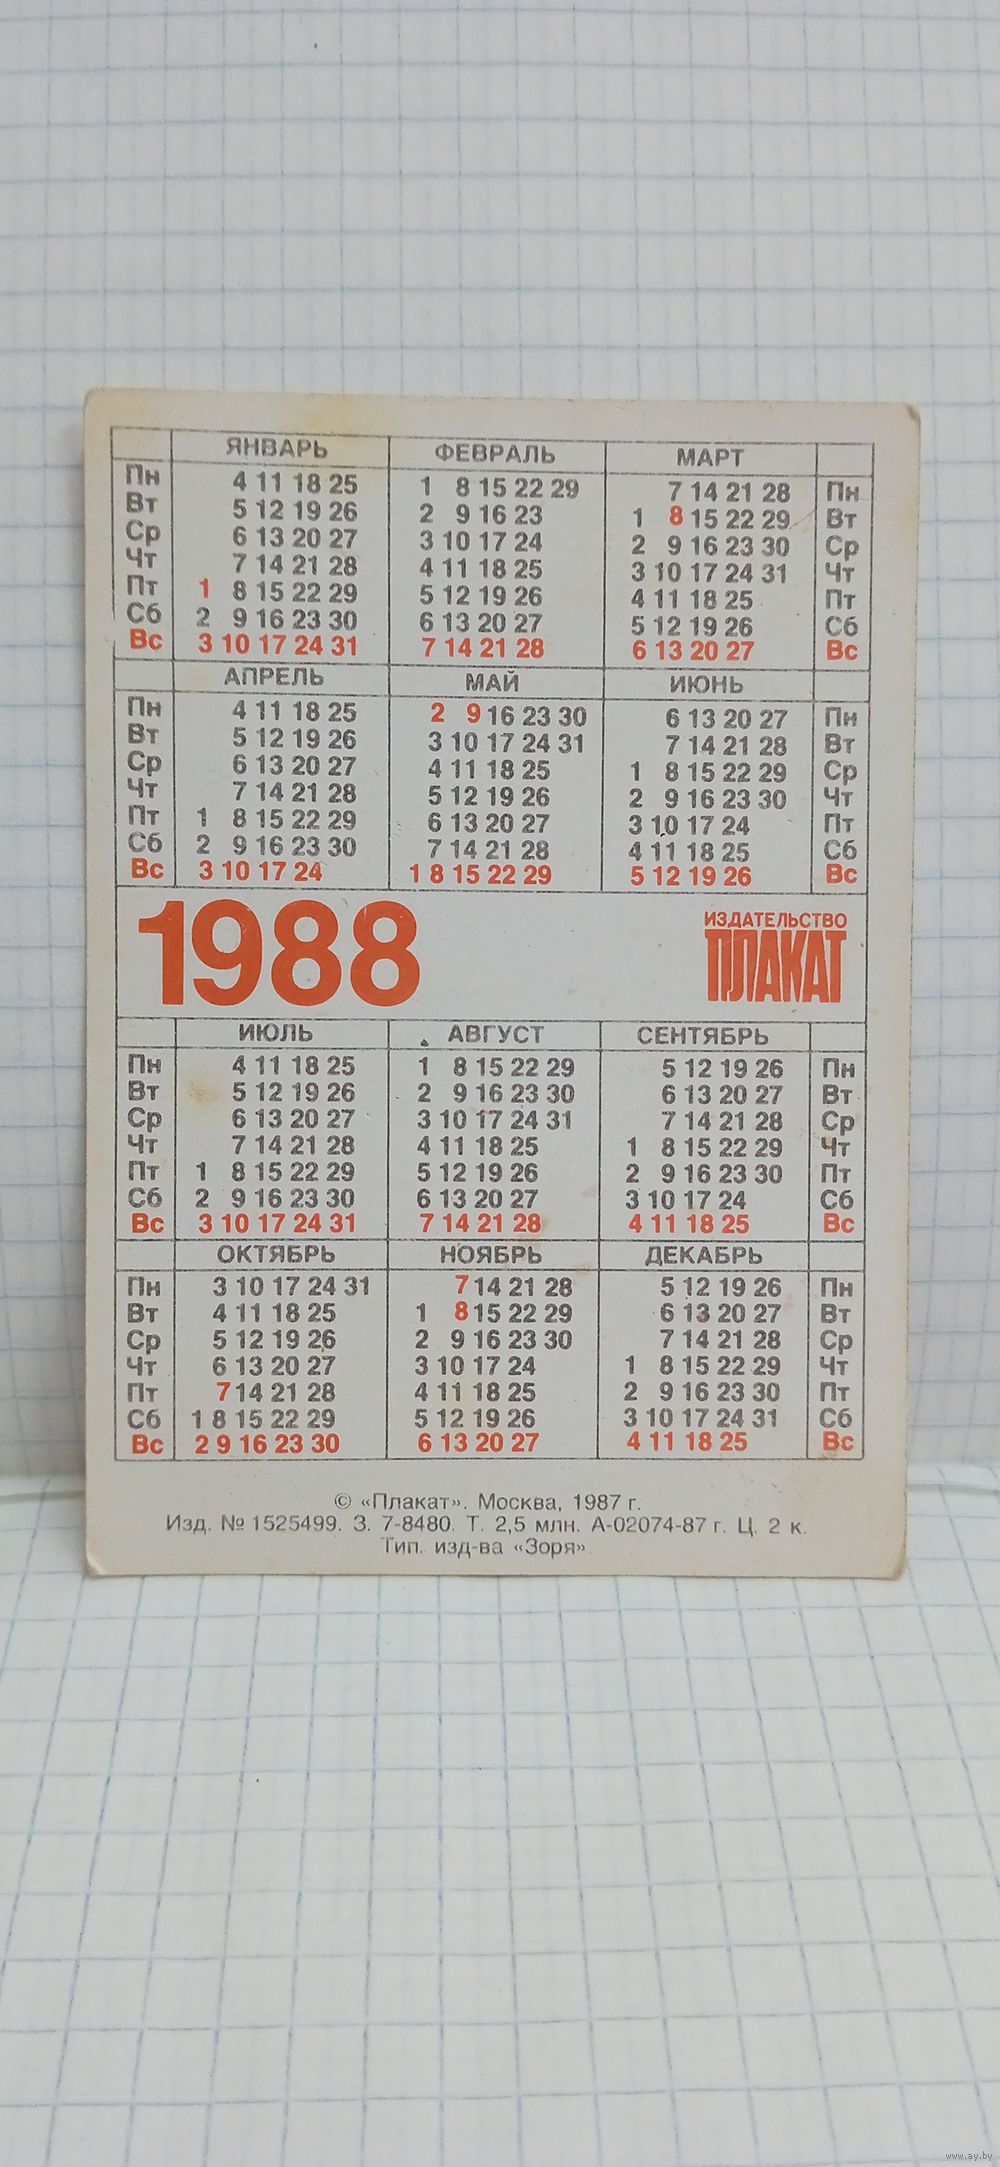 ЯНВАРЬ ФЕВРАЛЬ МАРТ
Пн 4 11 18 25 1 8 15 22 29 7 14 21 28 Пн
Вт 5 12 19 26 2 9 16 23 1 8 15 22 29 Вт
Ср 6 13 20 27 3 10 17 24 2 9 16 23 30 Ср
Чт 7 14 21 28 4 11 18 25 3 10 17 24 31 Чт
Пт 1 8 15 22 29 5 12 19 26 4 11 18 25 Пт
Сб 2 9 16 23 30 6 13 20 27 5 12 19 26 Сб
Вс 3 10 17 24 31 7 14 21 28 6 13 20 27 Вс
АПРЕЛЬ МАЙ ИЮНЬ
Пн 4 11 18 25 2 9 16 23 30 6 13 20 27 Пн
Вт 5 12 19 26 3 10 17 24 31 7 14 21 28 Вт
Ср 6 13 20 27 4 11 18 25 1 8 15 22 29 Ср
Чт 7 14 21 28 5 12 19 26 2 9 16 23 30 Чт
Пт 1 8 15 22 29 6 13 20 27 3 10 17 24 Пт
Сб 2 9 16 23 30 7 14 21 28 4 11 18 25 Сб
Вс 3 10 17 24 1 8 15 22 29 5 12 19 26 Вс
1988
ИЗДАТЕЛЬСТВО
ПЛАКАТ
ИЮЛЬ АВГУСТ СЕНТЯБРЬ
Пн 4 11 18 25 1 8 15 22 29 5 12 19 26 Пн
Вт 5 12 19 26 2 9 16 23 30 6 13 20 27 Вт
Ср 6 13 20 27 3 10 17 24 31 7 14 21 28 Ср
Чт 7 14 21 28 4 11 18 25 1 8 15 22 29 Чт
Пт 1 8 15 22 29 5 12 19 26 2 9 16 23 30 Пт
Сб 2 9 16 23 30 6 13 20 27 3 10 17 24 Сб
Вс 3 10 17 24 31 7 14 21 28 4 11 18 25 Вс
ОКТЯБРЬ НОЯБРЬ ДЕКАБРЬ
Пн 3 10 17 24 31 7 14 21 28 5 12 19 26 Пн
Вт 4 11 18 25 1 8 15 22 29 6 13 20 27 Вт
Ср 5 12 19 26 2 9 16 23 30 7 14 21 28 Ср
Чт 6 13 20 27 3 10 17 24 1 8 15 22 29 Чт
Пт 7 14 21 28 4 11 18 25 2 9 16 23 30 Пт
Сб 1 8 15 22 29 5 12 19 26 3 10 17 24 31 Сб
Вс 2 9 16 23 30 6 13 20 27 4 11 18 25 Вс
© «Плакат». Москва, 1987 г.
Изд. № 1525499. З. 7-8480. Т. 2,5 млн. А-02074-87 г. Ц. 2 к.
Тип. изд-ва «Зоря»
www.ay.by